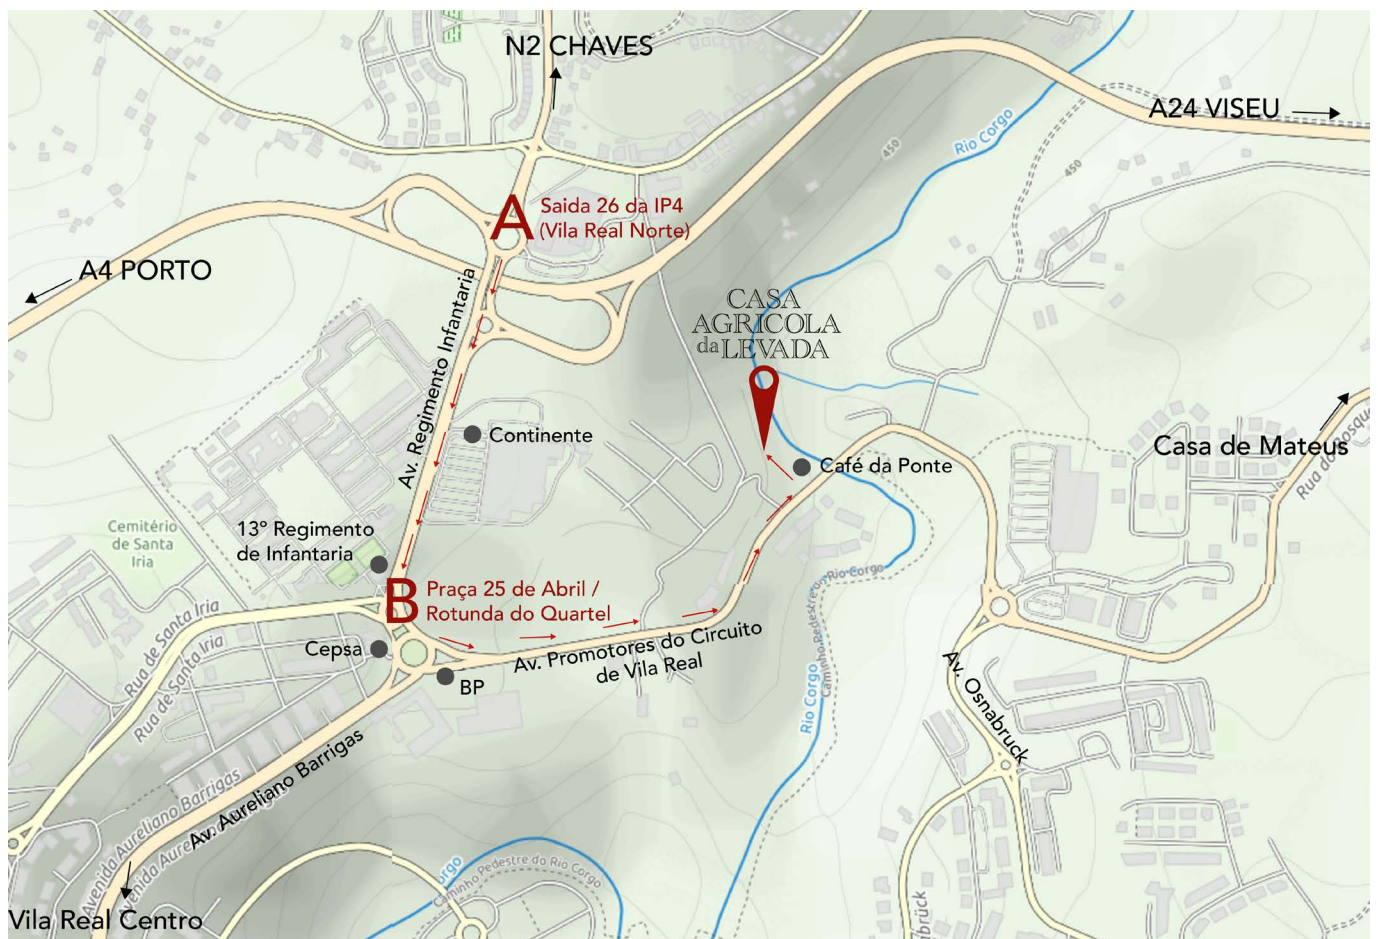 N2 CHAVES
A24 VISEU
Rio Corgo
450
450
A
Saida 26 da IP4
(Vila Real Norte)
A4 PORTO
Av. Regimento Infantaria
CASA
AGRICOLA
da LEVADA
Continente
Café da Ponte
Casa de Mateus
Rua do Bosque
Cemitério
de Santa
Iria
13º Regimento
de Infantaria
B
Praça 25 de Abril /
Rotunda do Quartel
Rua de Santa Iria
Rua de Santa Iria
Cepsa
BP
Av. Promotores do Circuito
de Vila Real
Caminho Pedestre do Rio Corgo
Rio Corgo
Av. Osnabruck
Av. Aureliano Barrigas
Avenida Aureliano Barrigas
Corgo
Caminho Pedestre do Rio Corgo
Vila Real Centro